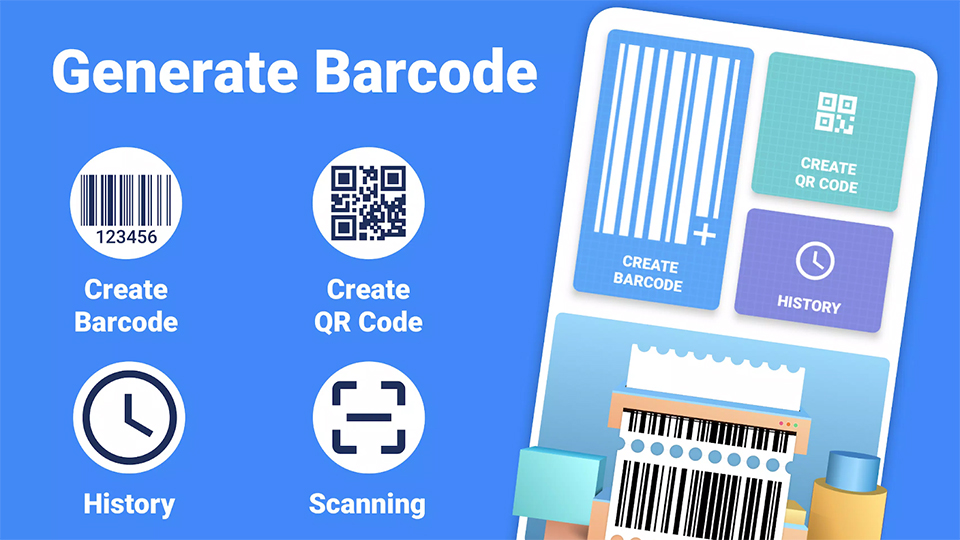 Generate Barcode
123456
Create
Barcode
Create
QR Code
History
Scanning
CREATE
BARCODE
CREATE
QR CODE
HISTORY